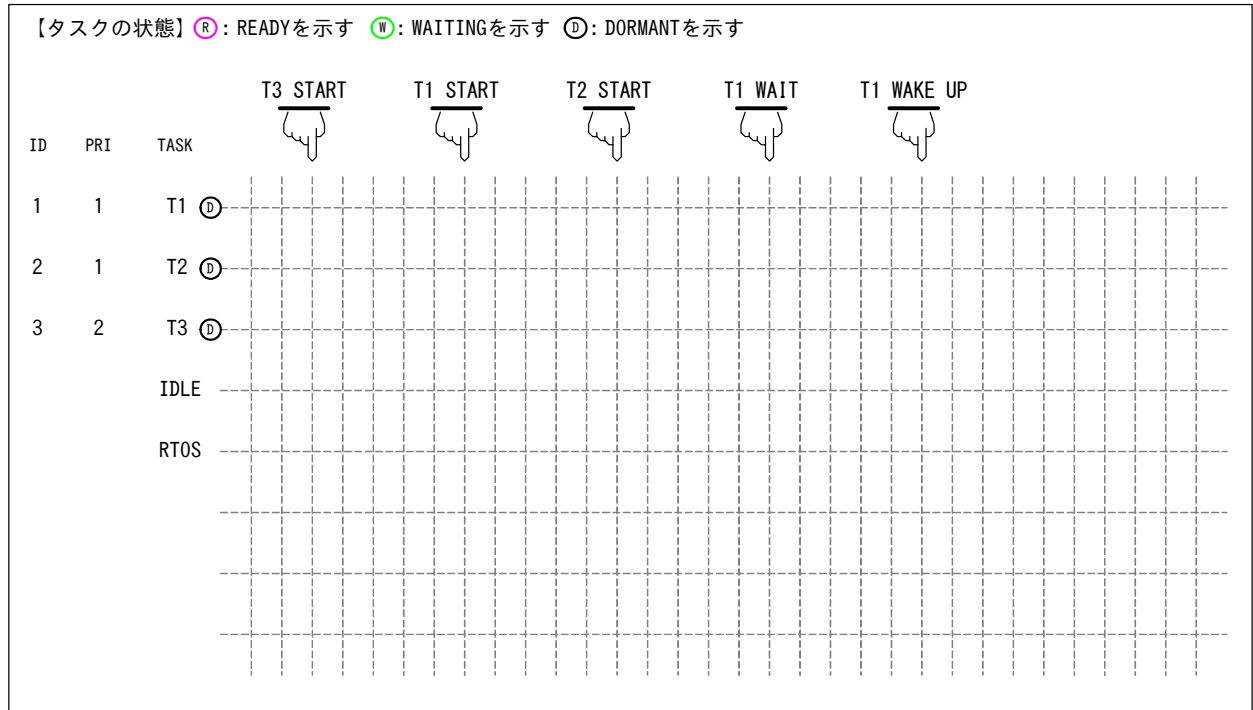 【タスクの状態】Ⓡ: READYを示す Ⓦ: WAITINGを示す Ⓓ: DORMANTを示す
T3 START T1 START T2 START T1 WAIT T1 WAKE UP
ID PRI TASK
1 1 T1 Ⓓ
2 1 T2 Ⓓ
3 2 T3 Ⓓ
IDLE
RTOS